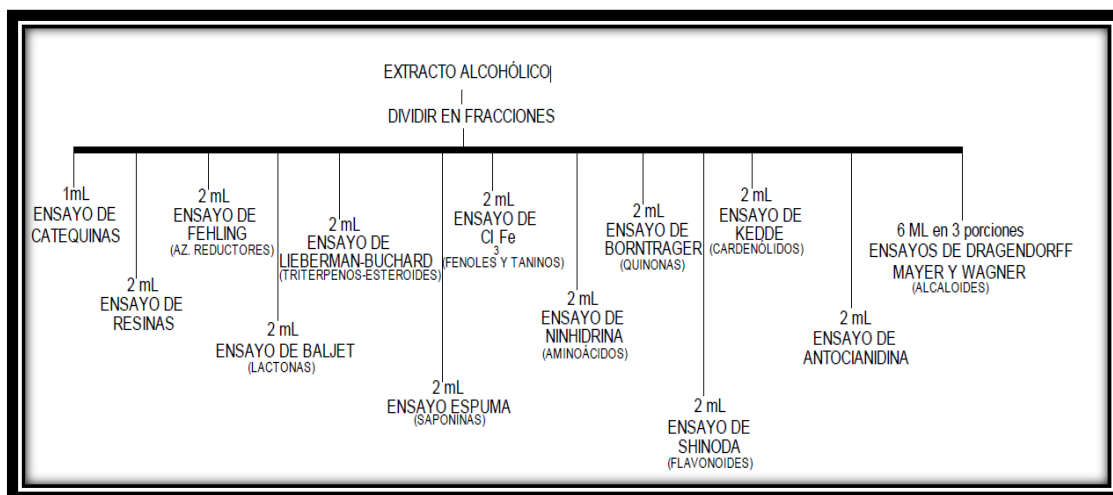 EXTRACTO ALCOHÓLICO
DIVIDIR EN FRACCIONES
1mL
ENSAYO DE
CATEQUINAS
2 mL
ENSAYO DE
RESINAS
2 mL
ENSAYO DE
FEHLING
(AZ. REDUCTORES)
2 mL
ENSAYO DE BALJET
(LACTONAS)
2 mL
ENSAYO DE
LIEBERMAN-BUCHARD
(TRITERPENOS-ESTEROIDES)
2 mL
ENSAYO ESPUMA
(SAPONINAS)
2 mL
ENSAYO DE
Cl Fe
3
(FENOLES Y TANINOS)
2 mL
ENSAYO DE
NINHIDRINA
(AMINOÁCIDOS)
2 mL
ENSAYO DE
BORNTRAGER
(QUINONAS)
2 mL
ENSAYO DE
SHINODA
(FLAVONOIDES)
2 mL
ENSAYO DE
KEDDE
(CARDENÓLIDOS)
2 mL
ENSAYO DE
ANTOCIANIDINA
6 ML en 3 porciones
ENSAYOS DE DRAGENDORFF
MAYER Y WAGNER
(ALCALOIDES)